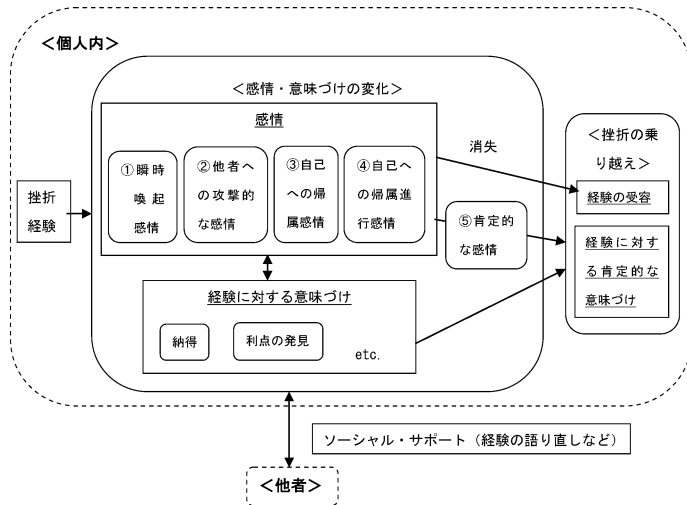 ＜個人内＞
＜感情・意味づけの変化＞
感情
①瞬時
喚起
感情
②他者へ
の攻撃的
な感情
③自己
への帰
属感情
④自己へ
の帰属進
行感情
消失
⑤肯定的
な感情
挫折
経験
経験に対する意味づけ
納得
利点の発見
etc.
＜挫折の乗
り越え＞
経験の受容
経験に対す
る肯定的な
意味づけ
ソーシャル・サポート（経験の語り直しなど）
＜他者＞